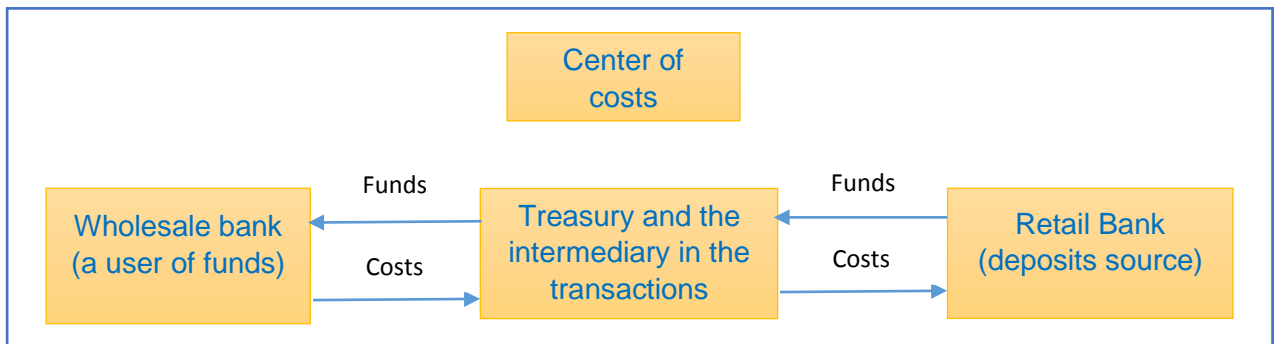 Center of
costs
Funds
Funds
Wholesale bank
(a user of funds)
Treasury and the
intermediary in the
transactions
Retail Bank
(deposits source)
Costs
Costs